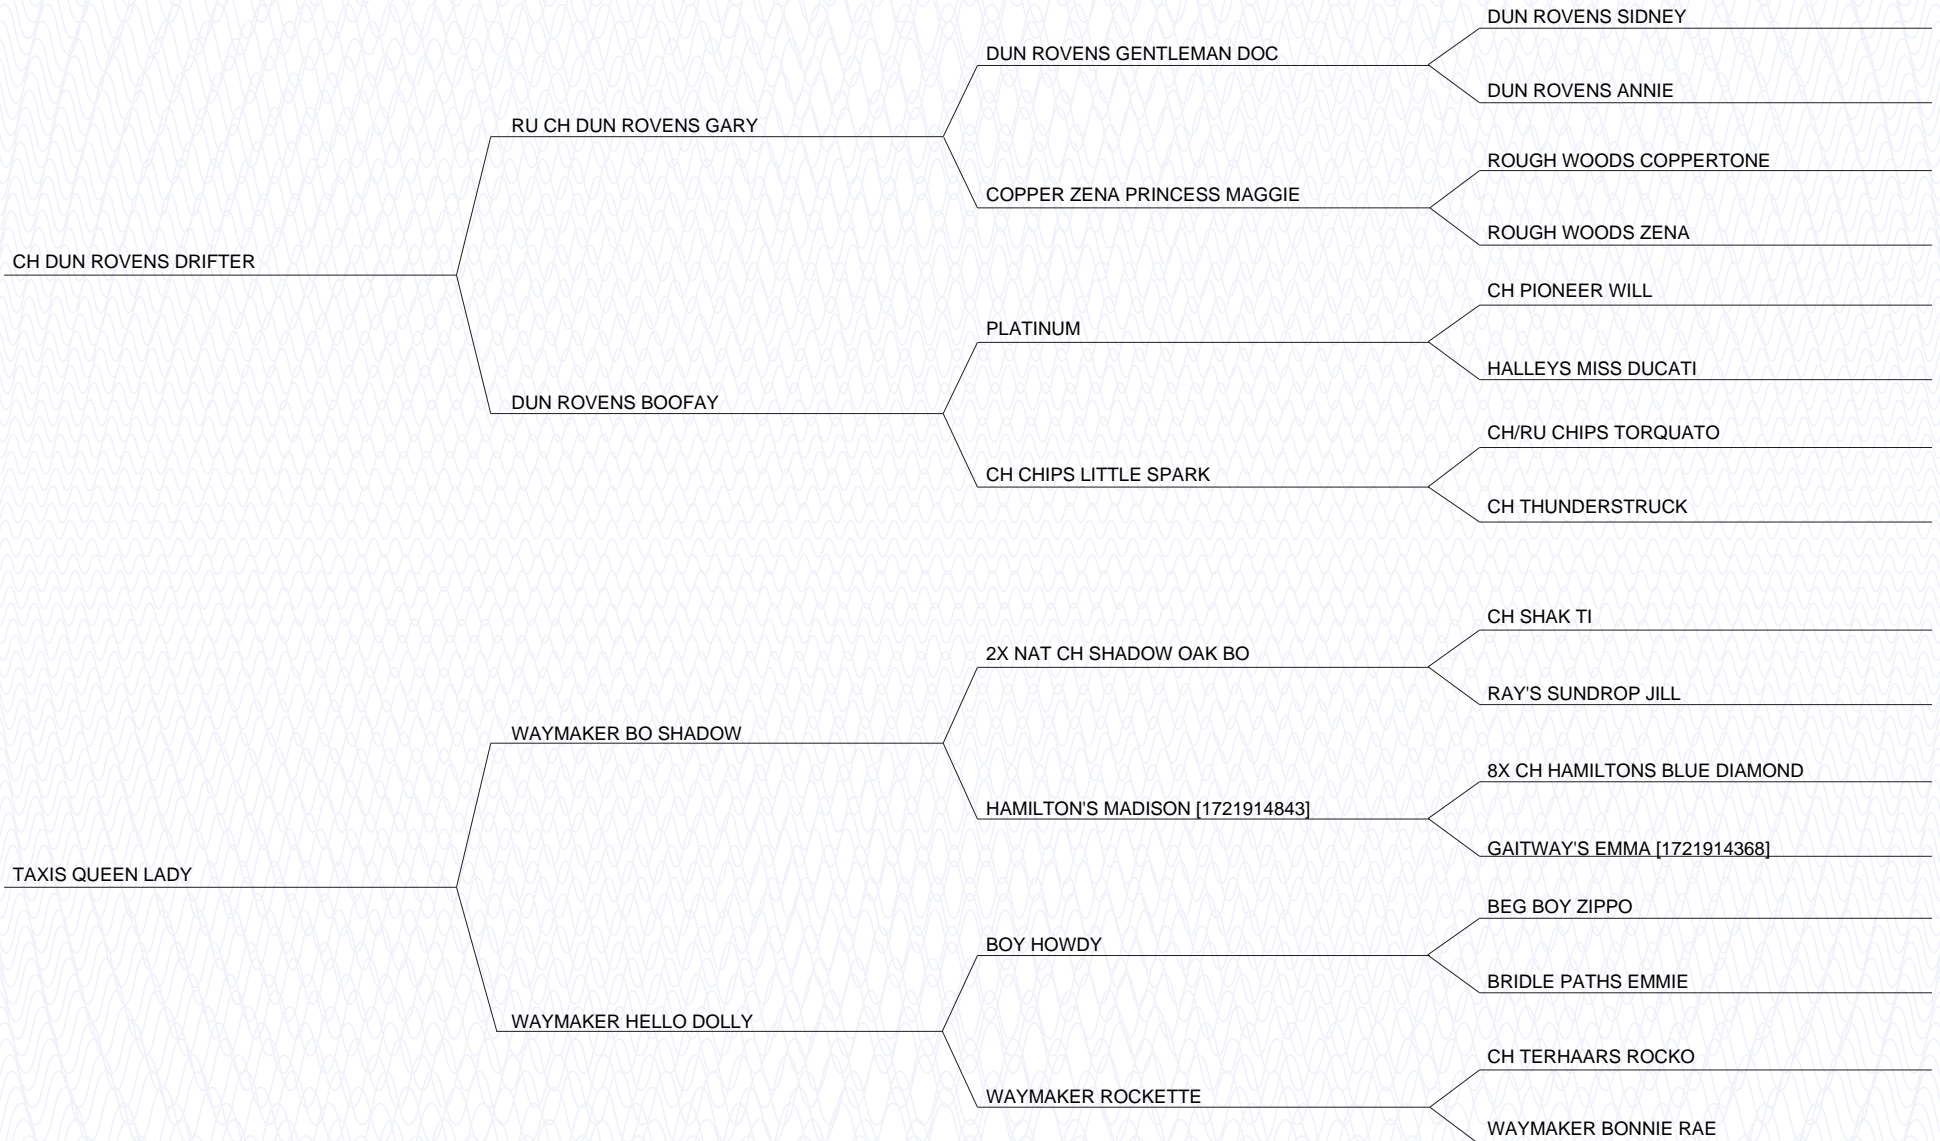 DUN ROVENS SIDNEY
DUN ROVENS GENTLEMAN DOC
DUN ROVENS ANNIE
RU CH DUN ROVENS GARY
ROUGH WOODS COPPERTONE
COPPER ZENA PRINCESS MAGGIE
ROUGH WOODS ZENA
CH DUN ROVENS DRIFTER
CH PIONEER WILL
PLATINUM
HALLEYS MISS DUCATI
DUN ROVENS BOOFAY
CH/RU CHIPS TORQUATO
CH CHIPS LITTLE SPARK
CH THUNDERSTRUCK
CH SHAK TI
2X NAT CH SHADOW OAK BO
RAY'S SUNDROP JILL
WAYMAKER BO SHADOW
8X CH HAMILTONS BLUE DIAMOND
HAMILTON'S MADISON [1721914843]
GAITWAY'S EMMA [1721914368]
TAXIS QUEEN LADY
BEG BOY ZIPPO
BOY HOWDY
BRIDLE PATHS EMMIE
WAYMAKER HELLO DOLLY
CH TERHAARS ROCKO
WAYMAKER ROCKETTE
WAYMAKER BONNIE RAE